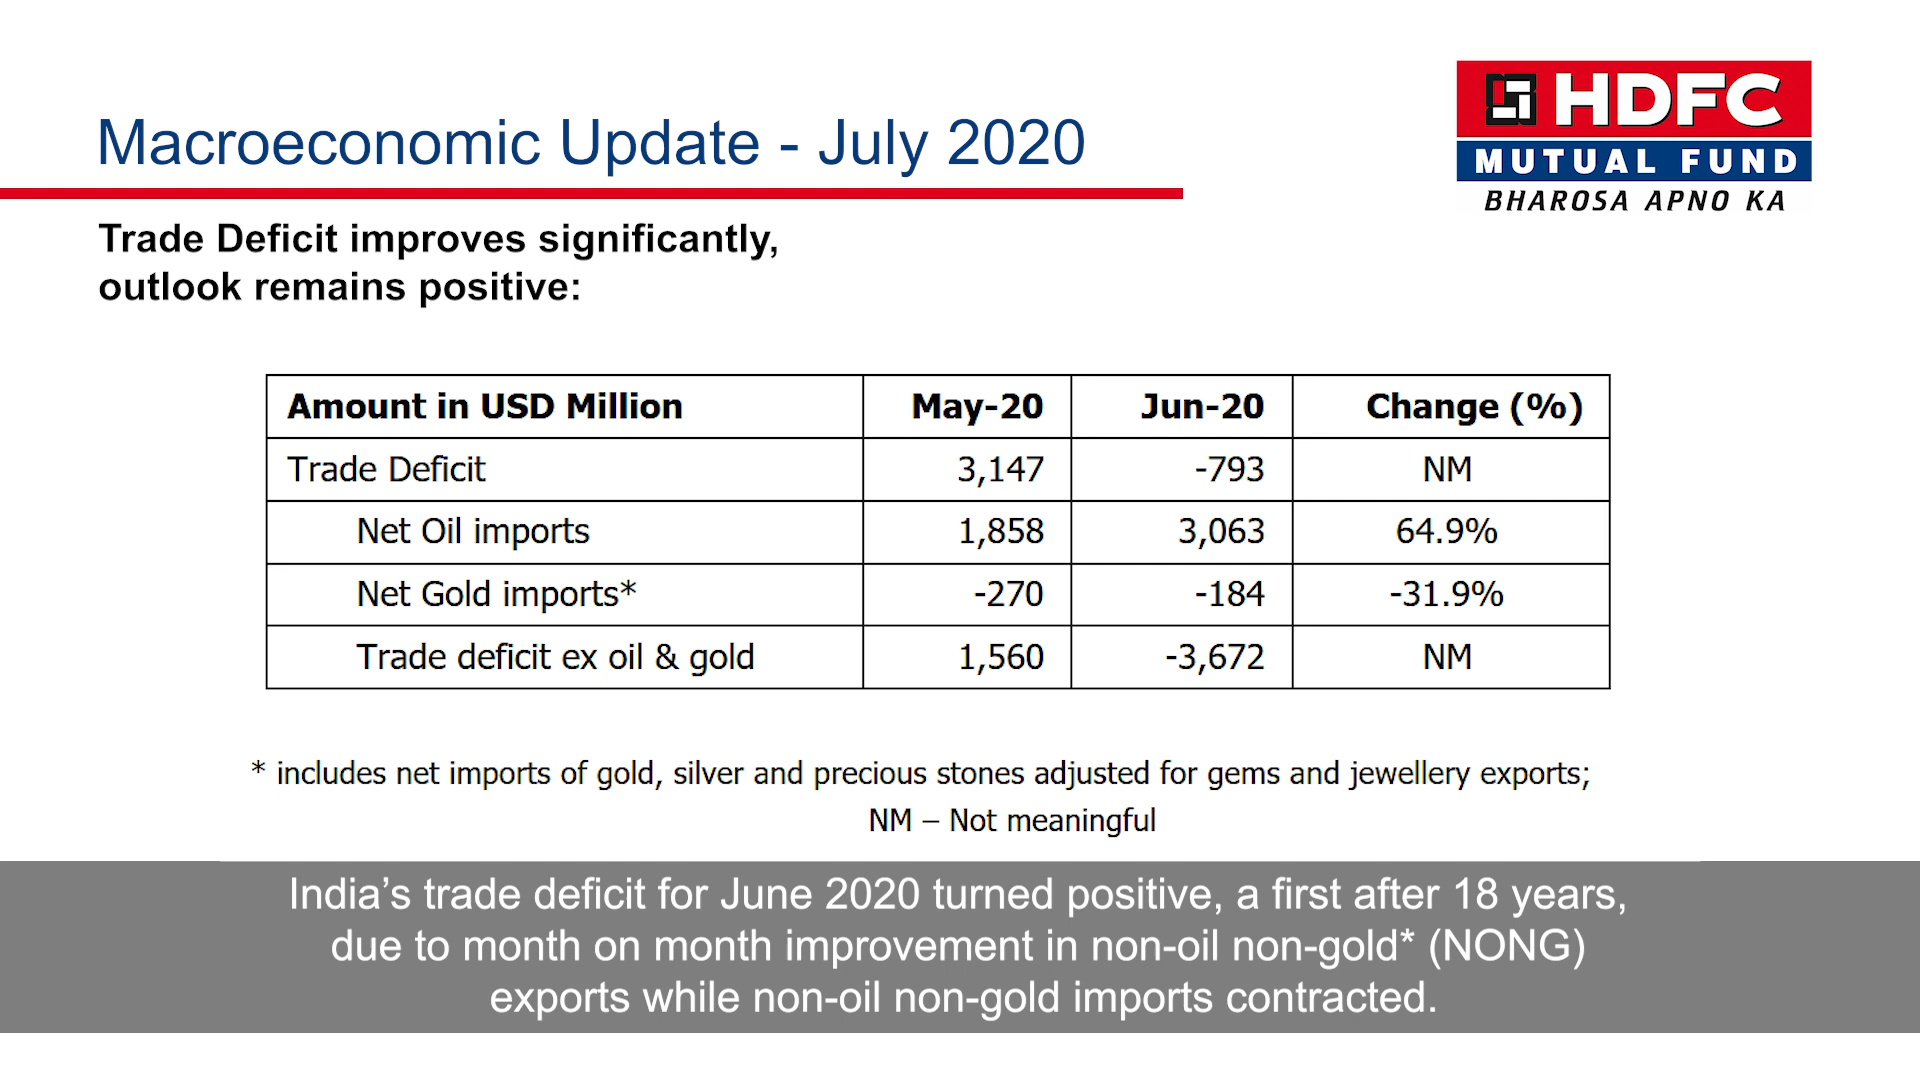 Macroeconomic Update - July 2020
HDFC
MUTUAL FUND
BHAROSA APNO KA
Trade Deficit improves significantly,
outlook remains positive:
Amount in USD Million May-20 Jun-20 Change (%)
Trade Deficit 3,147 -793 NM
Net Oil imports 1,858 3,063 64.9%
Net Gold imports* -270 -184 -31.9%
Trade deficit ex oil & gold 1,560 -3,672 NM
* includes net imports of gold, silver and precious stones adjusted for gems and jewellery exports;
NM – Not meaningful
India’s trade deficit for June 2020 turned positive, a first after 18 years,
due to month on month improvement in non-oil non-gold* (NONG)
exports while non-oil non-gold imports contracted.